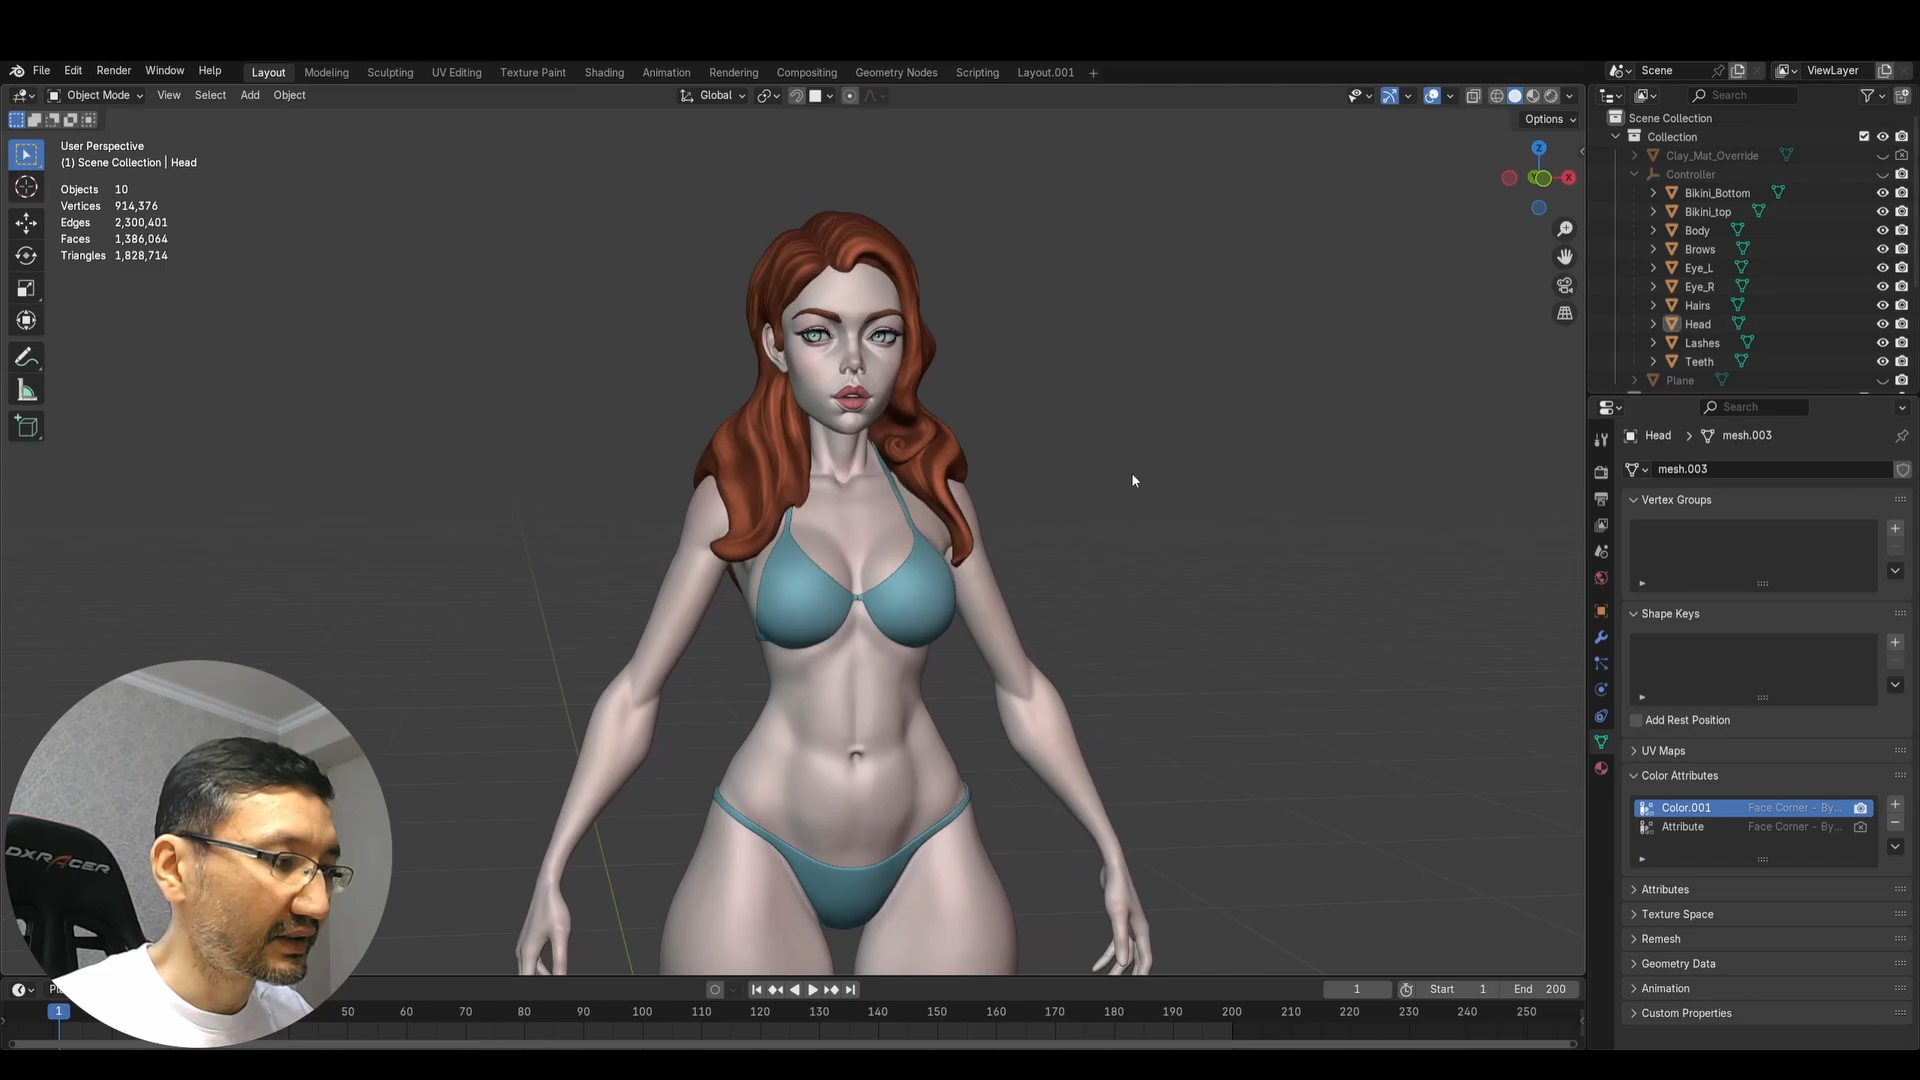 File Edit Render Window Help Layout Modeling Sculpting UV Editing Texture Paint Shading Animation Rendering Compositing Geometry Nodes Scripting Layout.001 + Scene ViewLayer
Object Mode View Select Add Object Global Search
Options
User Perspective
(1) Scene Collection | Head
Objects 10
Vertices 914,376
Edges 2,300,401
Faces 1,386,064
Triangles 1,828,714
Z
X
Scene Collection
Collection
Clay_Mat_Override
Controller
Bikini_Bottom
Bikini_top
Body
Brows
Eye_L
Eye_R
Hairs
Head
Lashes
Teeth
Plane
Search
Head > mesh.003
mesh.003
Vertex Groups
Shape Keys
Add Rest Position
UV Maps
Color Attributes
Color.001 Face Corner - By...
Attribute Face Corner - By...
Attributes
Texture Space
Remesh
Geometry Data
Animation
Custom Properties
DXRACER
1 Start 1 End 200
1 50 60 70 80 90 100 110 120 130 140 150 160 170 180 190 200 210 220 230 240 250